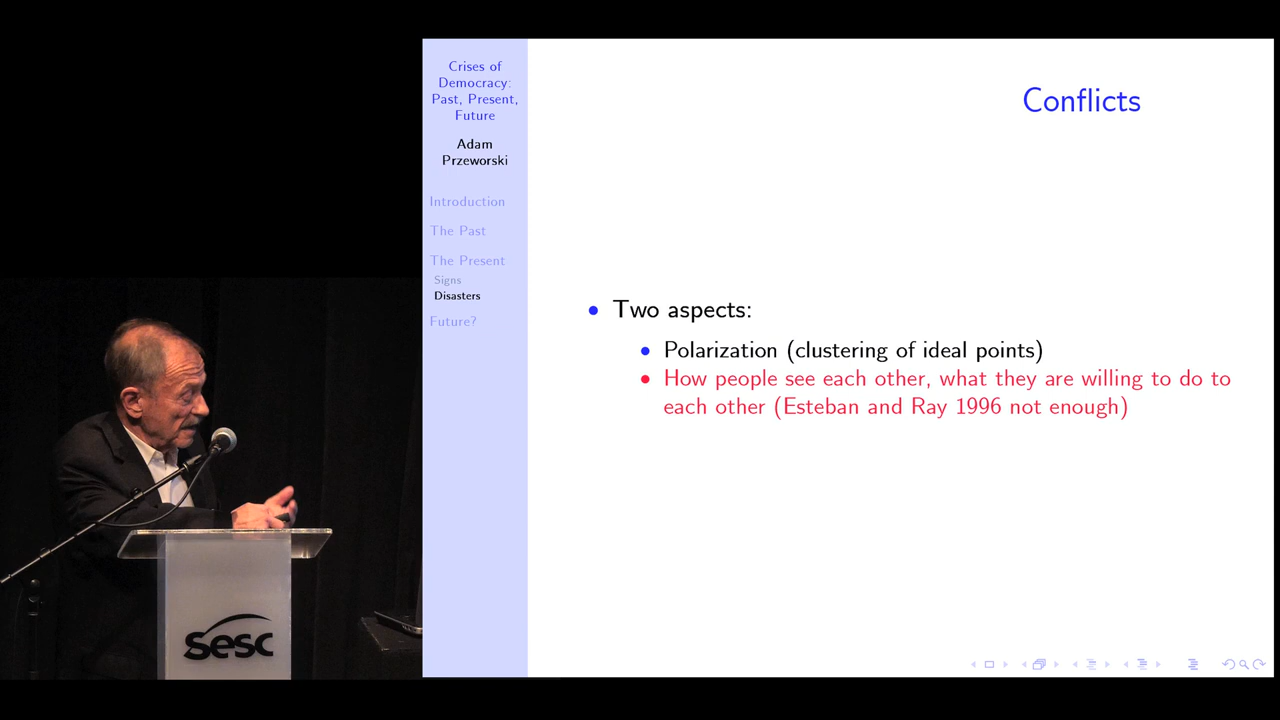 Crises of
Democracy:
Past, Present,
Future
Adam
Przeworski
Introduction
The Past
The Present
Signs
Disasters
Future?
Conflicts
• Two aspects:
• Polarization (clustering of ideal points)
• How people see each other, what they are willing to do to
each other (Esteban and Ray 1996 not enough)
sesc